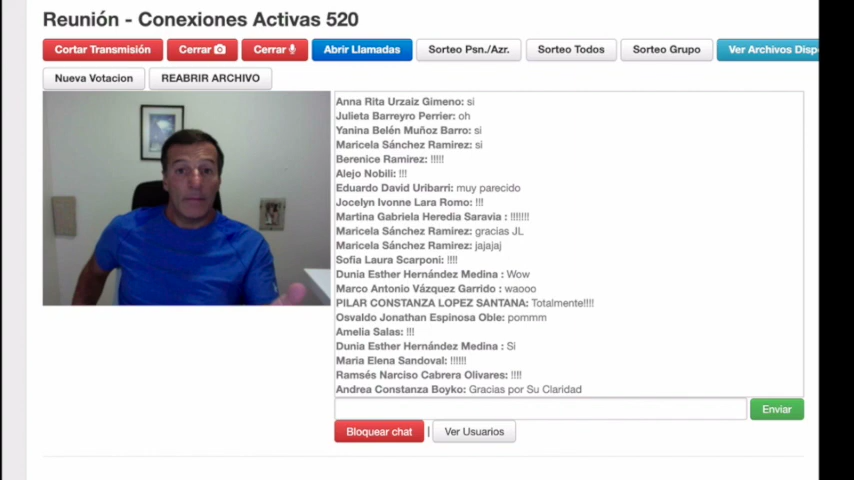 Reunión - Conexiones Activas 520
Cortar Transmisión Cerrar Cerrar Abrir Llamadas Sorteo Psn./Azr. Sorteo Todos Sorteo Grupo Ver Archivos Disp
Nueva Votacion REABRIR ARCHIVO
Anna Rita Urzaiz Gimeno: si
Julieta Barreyro Perrier: oh
Yanina Belén Muñoz Barro: si
Maricela Sánchez Ramirez: si
Berenice Ramirez: !!!!!
Alejo Nobili: !!!
Eduardo David Uribarri: muy parecido
Jocelyn Ivonne Lara Romo: !!!
Martina Gabriela Heredia Saravia : !!!!!!!
Maricela Sánchez Ramirez: gracias JL
Maricela Sánchez Ramirez: jajajaj
Sofia Laura Scarponi: !!!!
Dunia Esther Hernández Medina : Wow
Marco Antonio Vázquez Garrido : waooo
PILAR CONSTANZA LOPEZ SANTANA: Totalmente!!!!
Osvaldo Jonathan Espinosa Obie: pommm
Amelia Salas: !!!
Dunia Esther Hernández Medina : Si
Maria Elena Sandoval: !!!!!!
Ramsés Narciso Cabrera Olivares: !!!!
Andrea Constanza Boyko: Gracias por Su Claridad
Enviar
Bloquear chat | Ver Usuarios